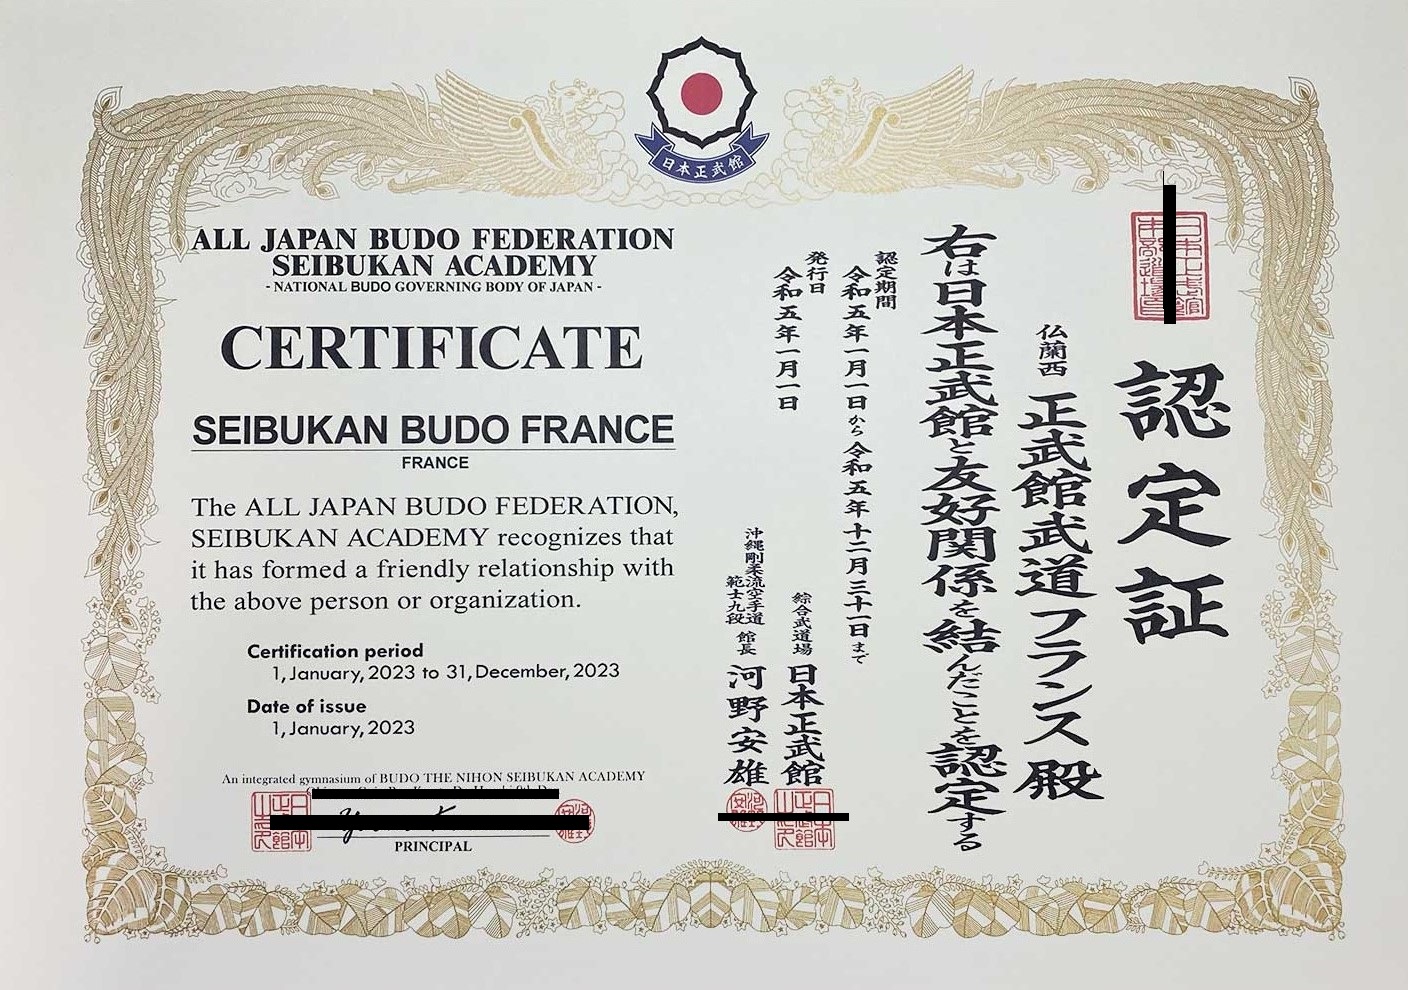 日本正武館
ALL JAPAN BUDO FEDERATION
SEIBUKAN ACADEMY
- NATIONAL BUDO GOVERNING BODY OF JAPAN -
CERTIFICATE
SEIBUKAN BUDO FRANCE
FRANCE
The ALL JAPAN BUDO FEDERATION,
SEIBUKAN ACADEMY recognizes that
it has formed a friendly relationship with
the above person or organization.
Certification period
1, January, 2023 to 31, December, 2023
Date of issue
1, January, 2023
An integrated gymnasium of BUDO THE NIHON SEIBUKAN ACADEMY
PRINCIPAL
認定証
仏蘭西 正武館武道フランス殿
右は日本正武館と友好関係を結んだことを認定する
認定期間
令和五年一月一日から令和五年十二月三十一日まで
発行日
令和五年一月一日
綜合武道場 日本正武館
沖縄剛柔流空手道
範士九段 館長 河野安雄